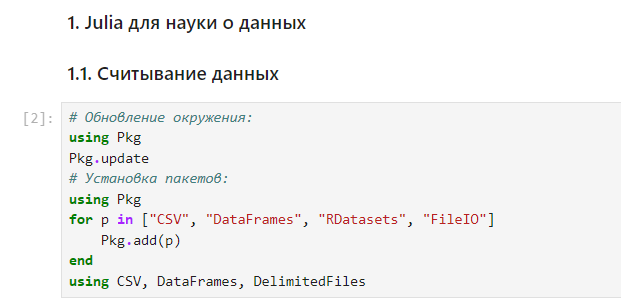 1. Julia для науки о данных
1.1. Считывание данных
[2]:
# Обновление окружения:
using Pkg
Pkg.update
# Установка пакетов:
using Pkg
for p in ["CSV", "DataFrames", "RDatasets", "FileIO"]
    Pkg.add(p)
end
using CSV, DataFrames, DelimitedFiles